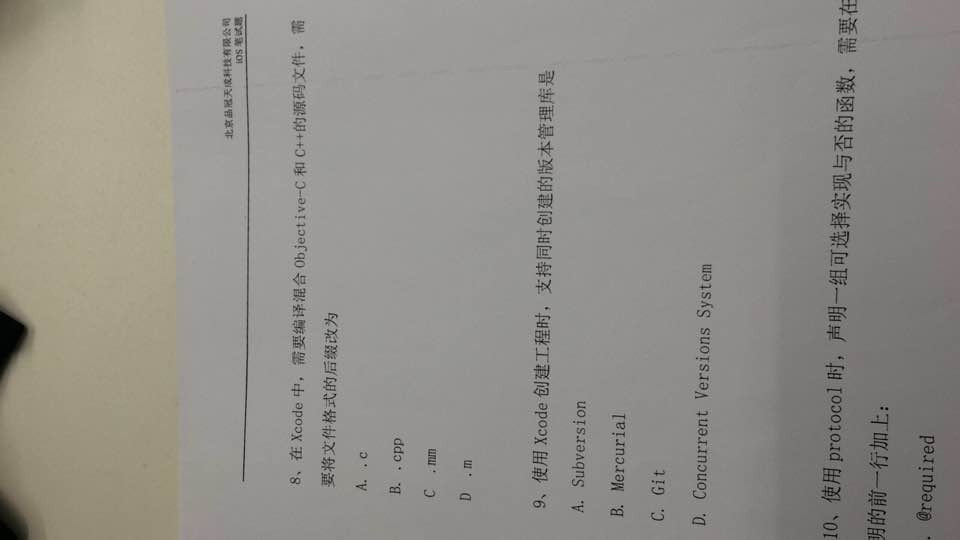 北京品冠天成科技有限公司
IOS 笔试题
8、在 Xcode 中，需要编译混合 Objective-C 和 C++的源码文件，需
要将文件格式的后缀改为
A. .c
B. .cpp
C .mm
D .m
9、使用 Xcode 创建工程时，支持同时创建的版本管理库是
A. Subversion
B. Mercurial
C. Git
D. Concurrent Versions System
10、使用 protocol 时，声明一组可选择实现与否的函数，需要在
明的前一行加上：
. @required